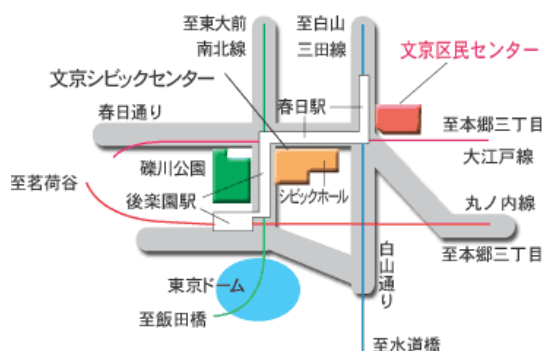 至東大前
至白山
南北線
三田線
文京区民センター
文京シビックセンター
春日通り
春日駅
至本郷三丁目
礫川公園
大江戸線
至茗荷谷
シビックホール
後楽園駅
丸ノ内線
白山通り
至本郷三丁目
東京ドーム
至飯田橋
至水道橋